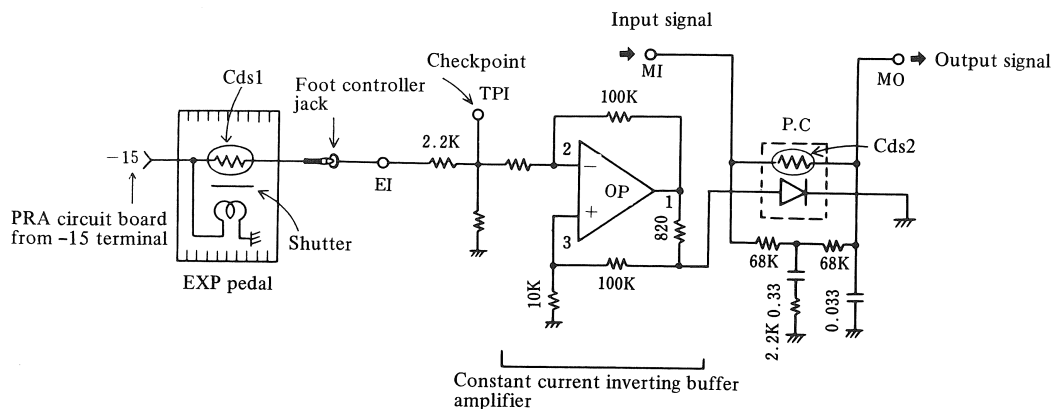 Input signal
MI
Output signal
MO
Checkpoint
TPI
Cds1
Foot controller
jack
100K
P.C
Cds2
−15
2.2K
EI
2
−
OP
1
+
3
820
PRA circuit board
from −15 terminal
Shutter
EXP pedal
10K
100K
68K
68K
2.2K 0.33
0.033
Constant current inverting buffer
amplifier